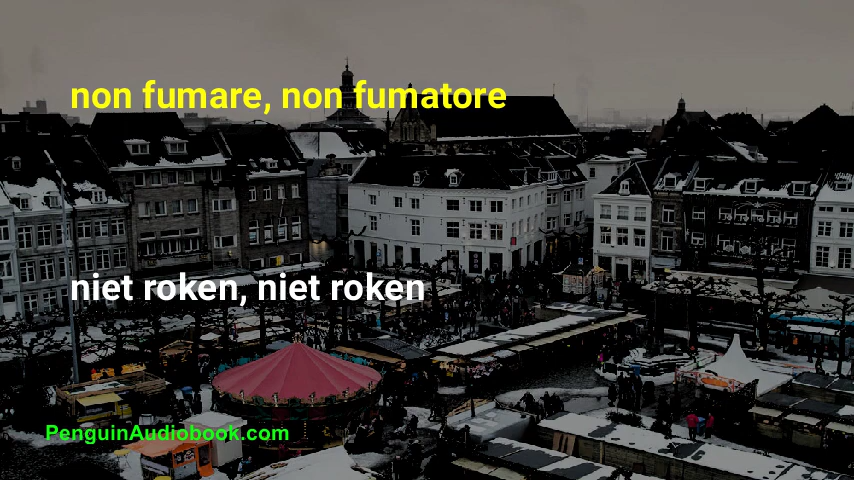 non fumare, non fumatore
niet roken, niet roken
PenguinAudiobook.com